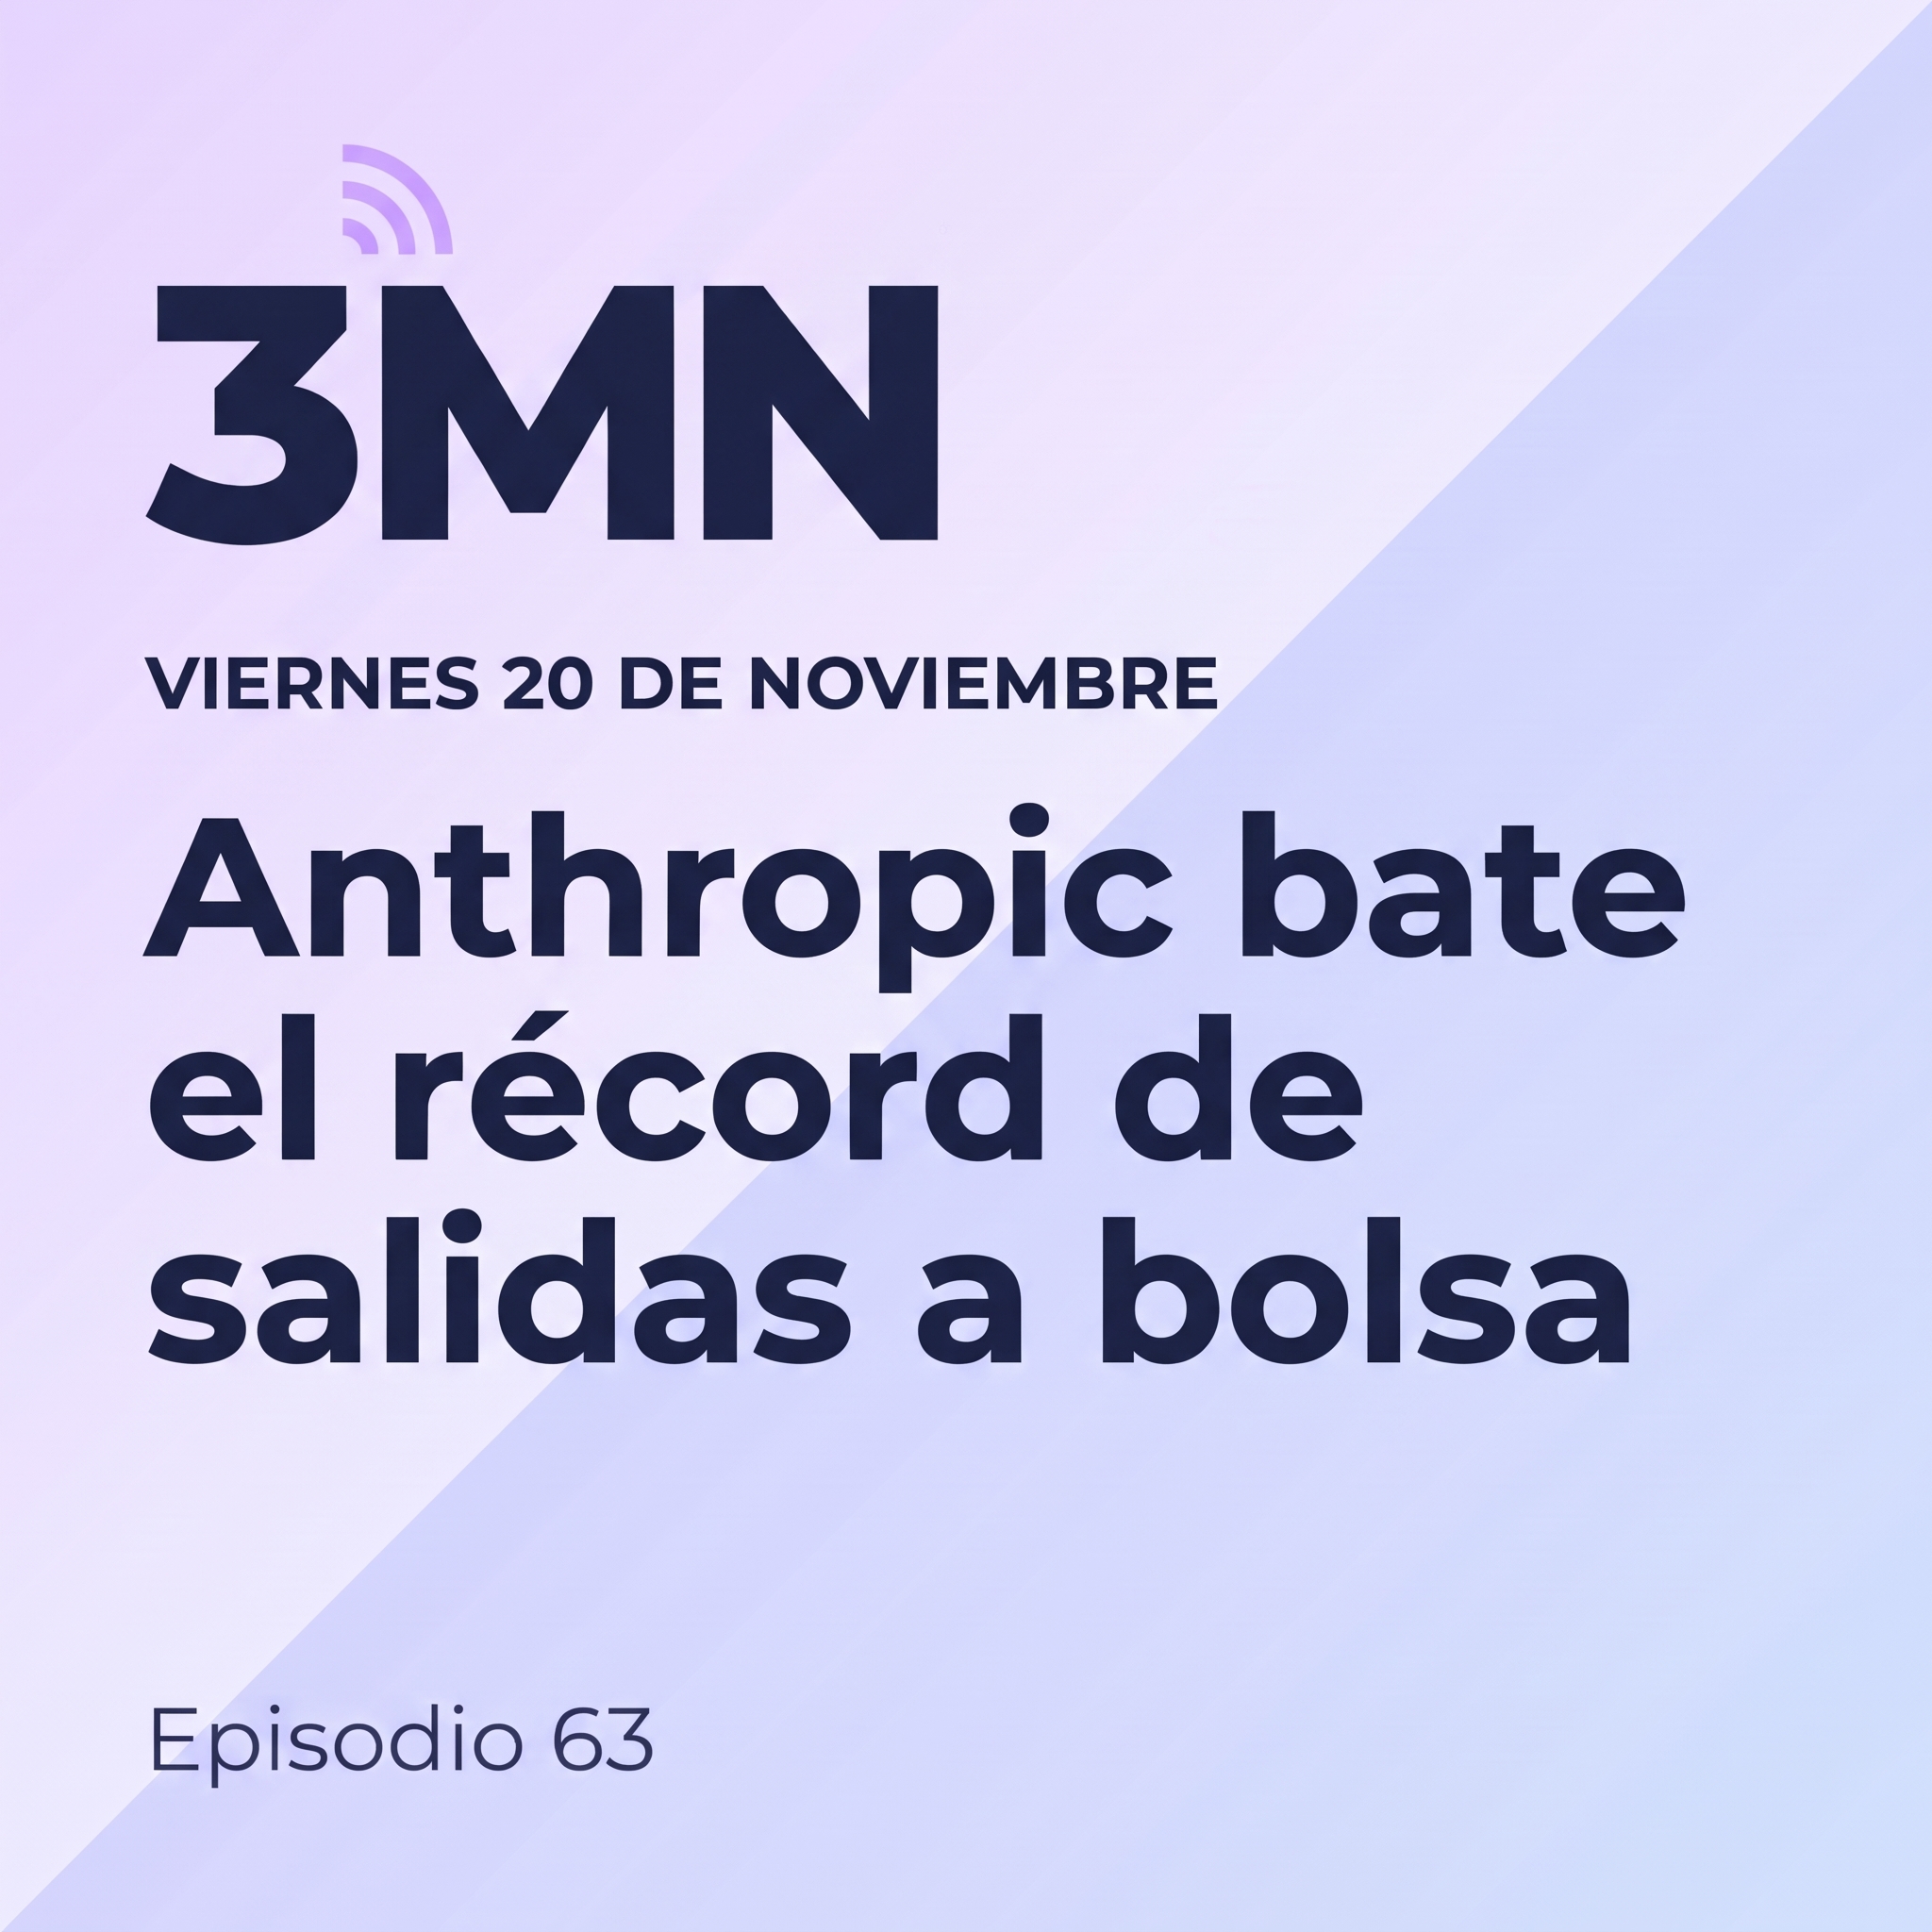 3MN
VIERNES 20 DE NOVIEMBRE
Anthropic bate
el récord de
salidas a bolsa
Episodio 63